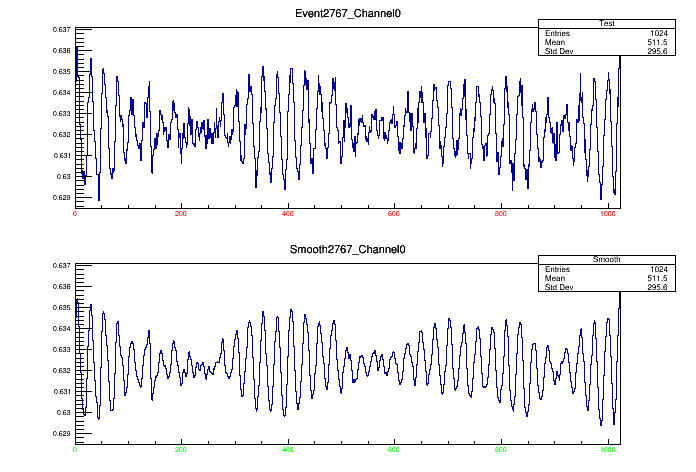 Event2767_Channel0
Test
Entries 1024
Mean 511.5
Std Dev 295.6
0.637
0.636
0.635
0.634
0.633
0.632
0.631
0.63
0.629
0 200 400 600 800 1000
Smooth2767_Channel0
Smooth
Entries 1024
Mean 511.5
Std Dev 295.6
0.637
0.636
0.635
0.634
0.633
0.632
0.631
0.63
0.629
0 200 400 600 800 1000